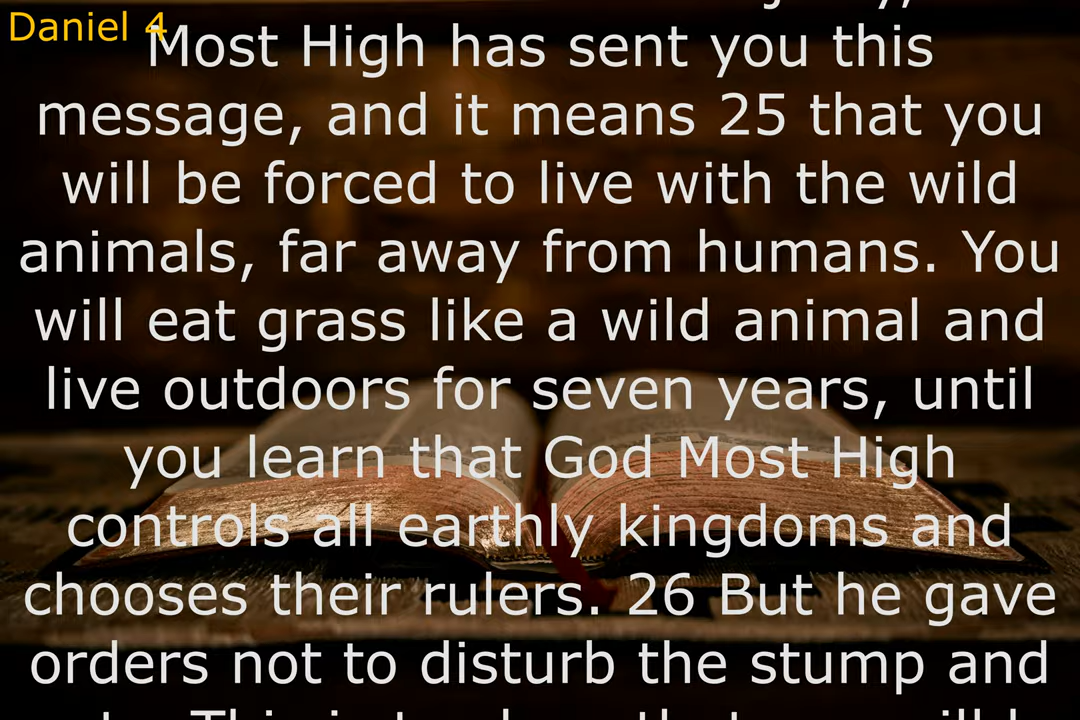 Daniel 4
Most High has sent you this
message, and it means 25 that you
will be forced to live with the wild
animals, far away from humans. You
will eat grass like a wild animal and
live outdoors for seven years, until
you learn that God Most High
controls all earthly kingdoms and
chooses their rulers. 26 But he gave
orders not to disturb the stump and